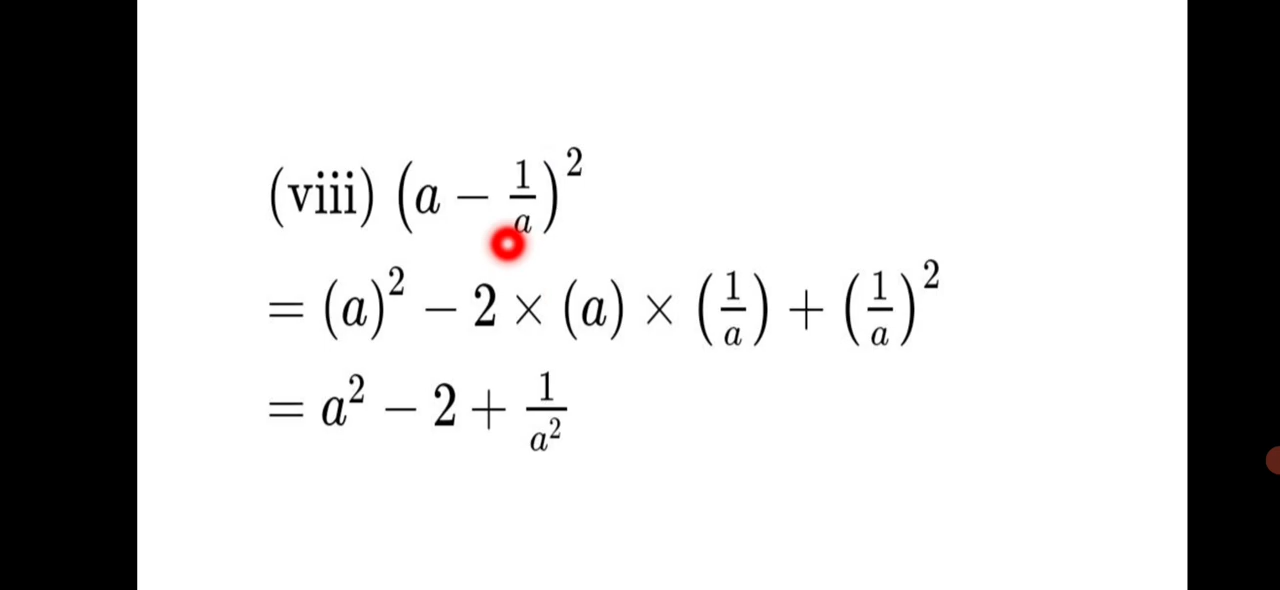 (viii) (a − 1/a)²
= (a)² − 2 × (a) × (1/a) + (1/a)²
= a² − 2 + 1/a²